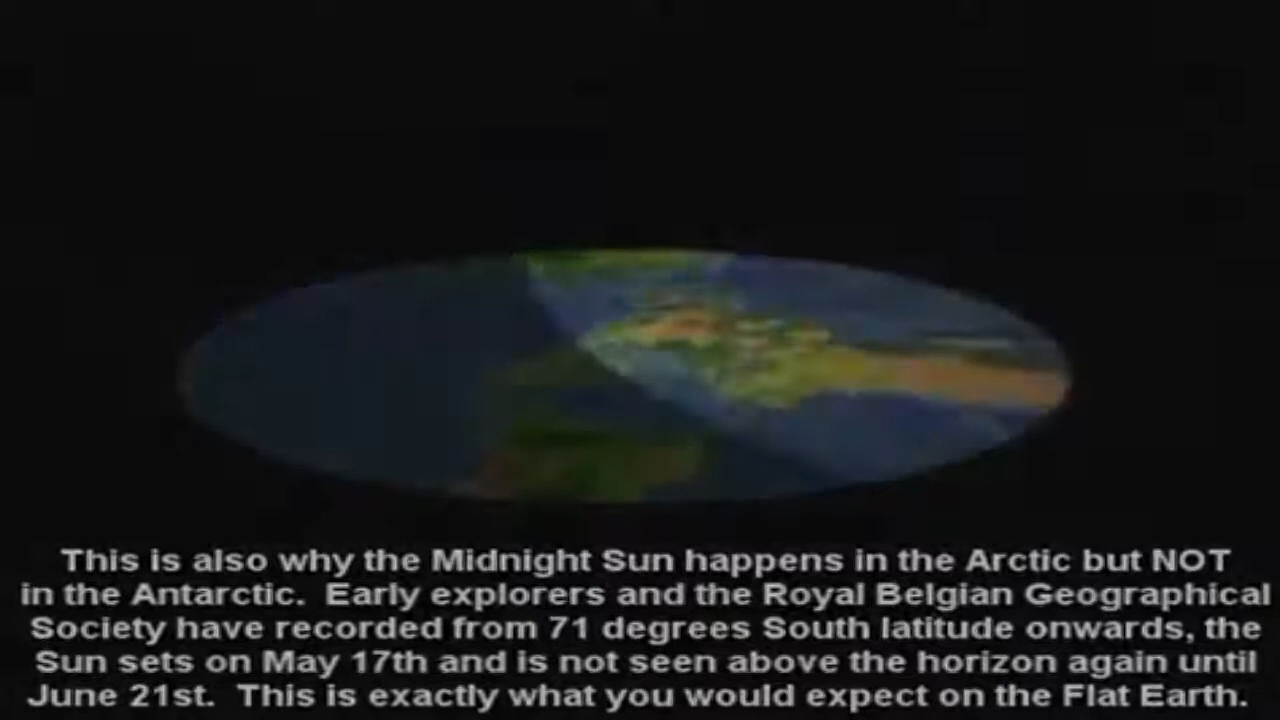 This is also why the Midnight Sun happens in the Arctic but NOT
in the Antarctic.  Early explorers and the Royal Belgian Geographical
Society have recorded from 71 degrees South latitude onwards, the
Sun sets on May 17th and is not seen above the horizon again until
June 21st.  This is exactly what you would expect on the Flat Earth.